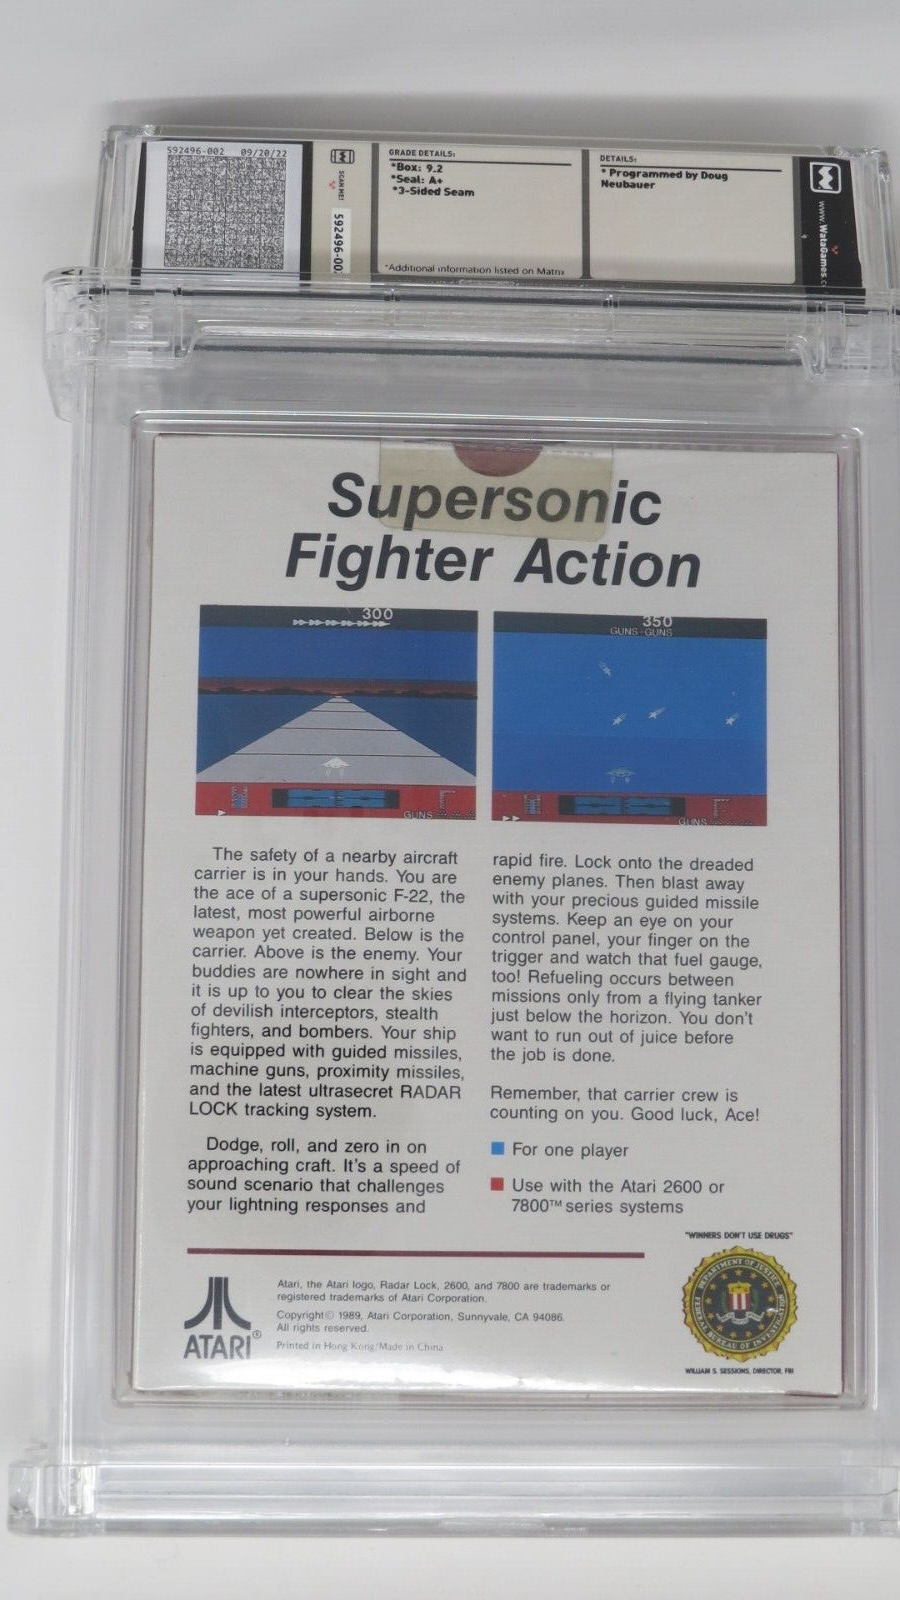 592496-002 09/20/22
SCAN ME!
592496-00
GRADE DETAILS:
*Box: 9.2
*Seal: A+
*3-Sided Seam
*Additional information listed on Matrix
DETAILS:
* Programmed by Doug
Neubauer
www.WataGames.c
Supersonic
Fighter Action
300
GUNS
350
GUNS-GUNS
GUNS
The safety of a nearby aircraft
carrier is in your hands. You are
the ace of a supersonic F-22, the
latest, most powerful airborne
weapon yet created. Below is the
carrier. Above is the enemy. Your
buddies are nowhere in sight and
it is up to you to clear the skies
of devilish interceptors, stealth
fighters, and bombers. Your ship
is equipped with guided missiles,
machine guns, proximity missiles,
and the latest ultrasecret RADAR
LOCK tracking system.
Dodge, roll, and zero in on
approaching craft. It's a speed of
sound scenario that challenges
your lightning responses and
rapid fire. Lock onto the dreaded
enemy planes. Then blast away
with your precious guided missile
systems. Keep an eye on your
control panel, your finger on the
trigger and watch that fuel gauge,
too! Refueling occurs between
missions only from a flying tanker
just below the horizon. You don't
want to run out of juice before
the job is done.
Remember, that carrier crew is
counting on you. Good luck, Ace!
For one player
Use with the Atari 2600 or
7800™ series systems
ATARI®
Atari, the Atari logo, Radar Lock, 2600, and 7800 are trademarks or
registered trademarks of Atari Corporation.
Copyright © 1989, Atari Corporation, Sunnyvale, CA 94086.
All rights reserved.
Printed in Hong Kong/Made in China
"WINNERS DON'T USE DRUGS"
DEPARTMENT OF JUSTICE
FEDERAL BUREAU OF INVESTIGATION
WILLIAM S. SESSIONS, DIRECTOR, FBI